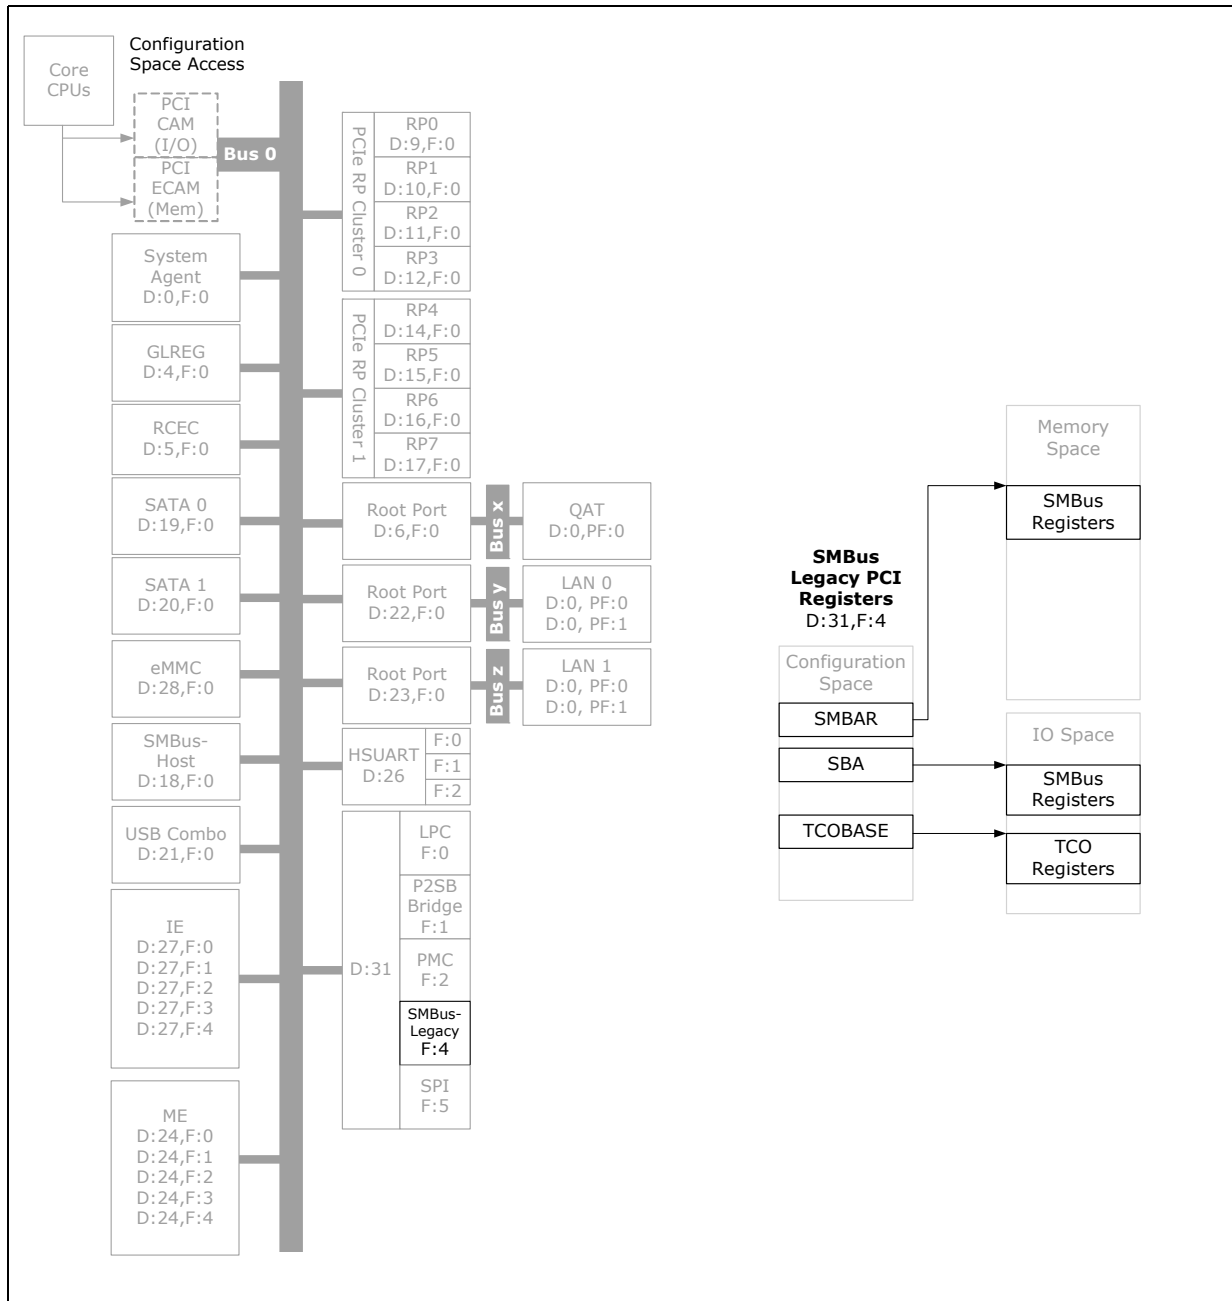 Configuration
Space Access
Core
CPUs
PCI
CAM
(I/O)
PCI
ECAM
(Mem)
Bus 0
System
Agent
D:0,F:0
GLREG
D:4,F:0
RCEC
D:5,F:0
SATA 0
D:19,F:0
SATA 1
D:20,F:0
eMMC
D:28,F:0
SMBus-
Host
D:18,F:0
USB Combo
D:21,F:0
IE
D:27,F:0
D:27,F:1
D:27,F:2
D:27,F:3
D:27,F:4
ME
D:24,F:0
D:24,F:1
D:24,F:2
D:24,F:3
D:24,F:4
PCIe RP Cluster 0
RP0
D:9,F:0
RP1
D:10,F:0
RP2
D:11,F:0
RP3
D:12,F:0
PCIe RP Cluster 1
RP4
D:14,F:0
RP5
D:15,F:0
RP6
D:16,F:0
RP7
D:17,F:0
Root Port
D:6,F:0
Bus x
QAT
D:0,PF:0
Root Port
D:22,F:0
Bus y
LAN 0
D:0, PF:0
D:0, PF:1
Root Port
D:23,F:0
Bus z
LAN 1
D:0, PF:0
D:0, PF:1
HSUART
D:26
F:0
F:1
F:2
D:31
LPC
F:0
P2SB
Bridge
F:1
PMC
F:2
SMBus-
Legacy
F:4
SPI
F:5
SMBus
Legacy PCI
Registers
D:31,F:4
Configuration
Space
SMBAR
SBA
TCOBASE
Memory
Space
SMBus
Registers
IO Space
SMBus
Registers
TCO
Registers